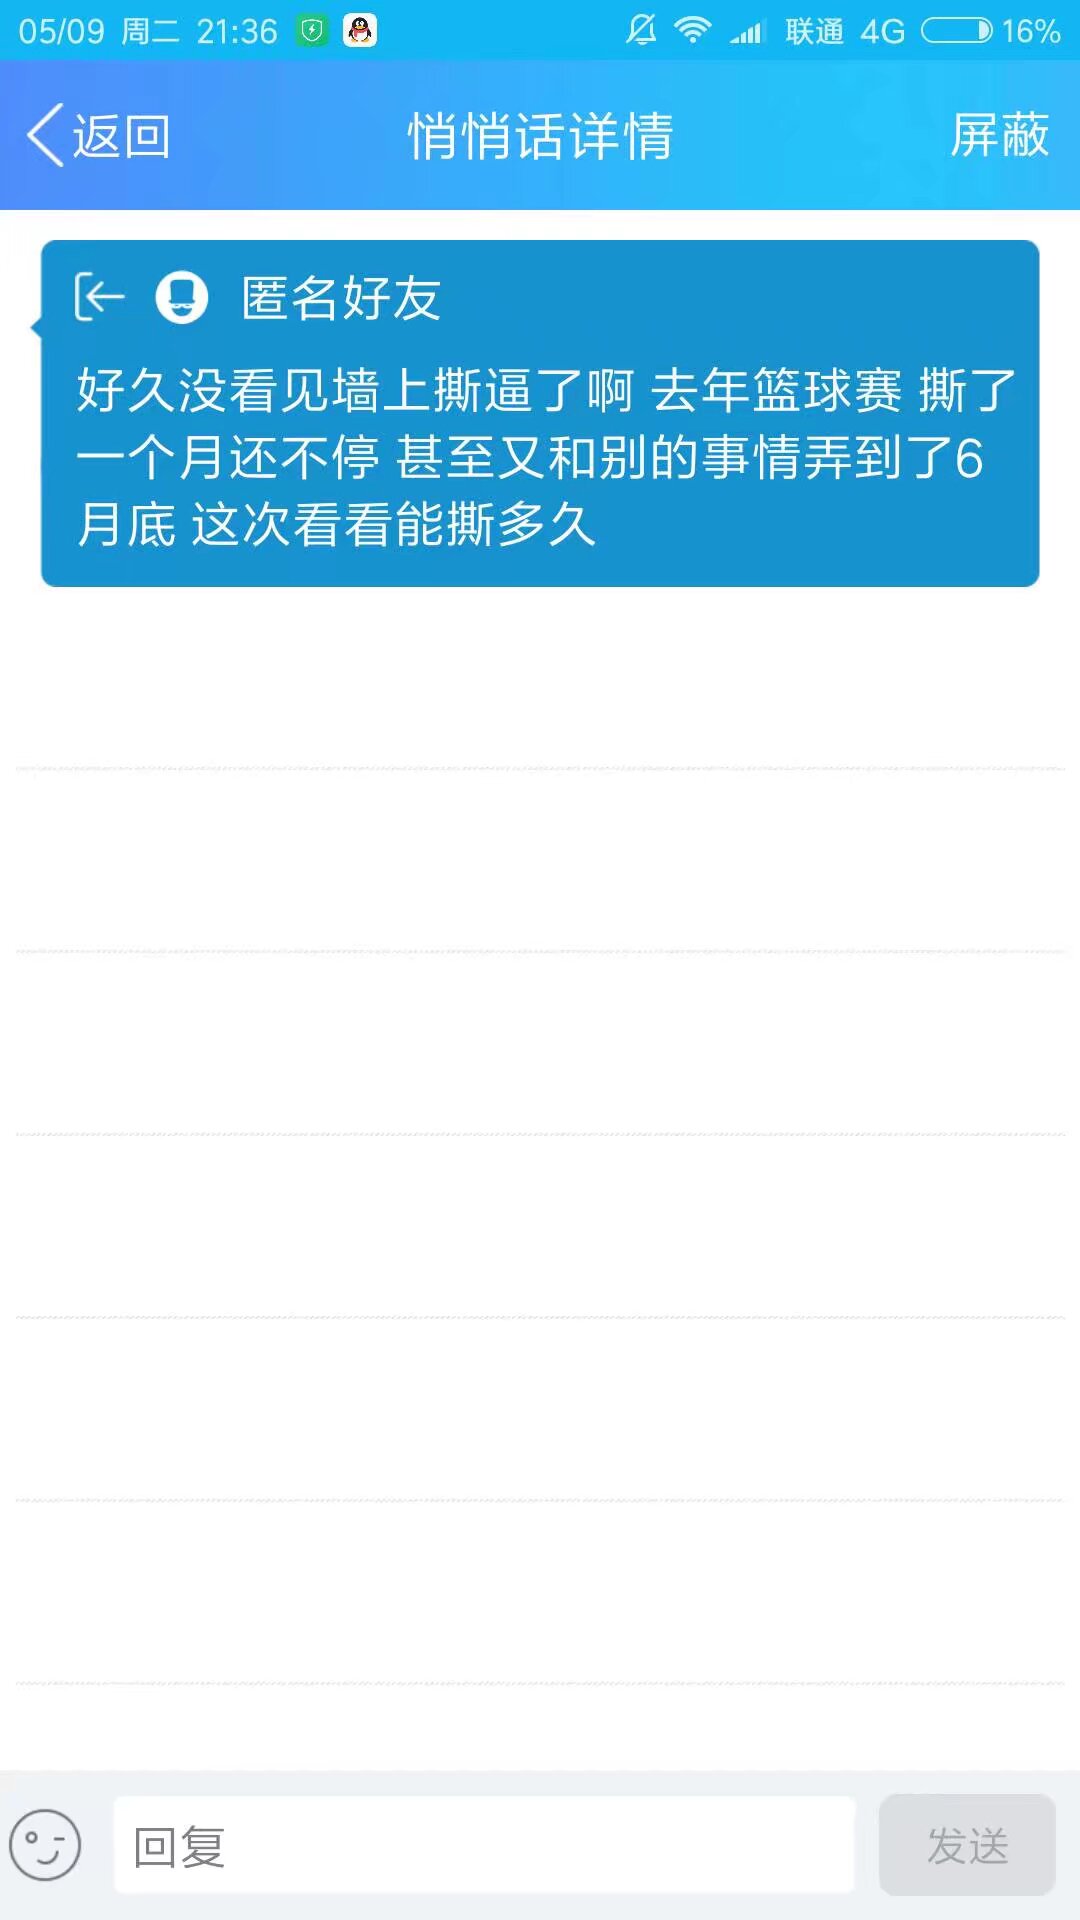 05/09 周二 21:36 联通 4G 16%
返回 悄悄话详情 屏蔽
匿名好友
好久没看见墙上撕逼了啊 去年篮球赛 撕了
一个月还不停 甚至又和别的事情弄到了6
月底 这次看看能撕多久
回复 发送